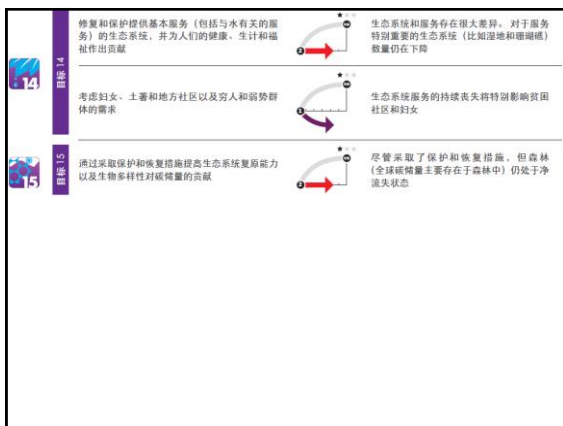 14
目标 14
修复和保护提供基本服务（包括与水有关的服
务）的生态系统，并为人们的健康、生计和福
祉作出贡献
2
生态系统和服务存在很大差异。 对于服务
特别重要的生态系统（比如湿地和珊瑚礁）
数量仍在下降
考虑妇女、土著和地方社区以及穷人和弱势群
体的需求
1
生态系统服务的持续丧失将特别影响贫困
社区和妇女
15
目标 15
通过采取保护和恢复措施提高生态系统复原能力
以及生物多样性对碳储量的贡献
2
尽管采取了保护和恢复措施，但森林
（全球碳储量主要存在于森林中）仍处于净
流失状态